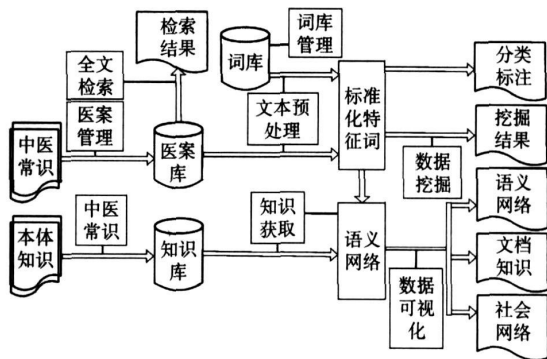 检索
结果
词库
词库
管理
分类
标注
全文
检索
文本预
处理
标准
化特
征词
挖掘
结果
医案
管理
中医
常识
医案
库
数据
挖掘
语义
网络
中医
常识
知识
获取
本体
知识
知识
库
语义
网络
文档
知识
数据
可视
化
社会
网络